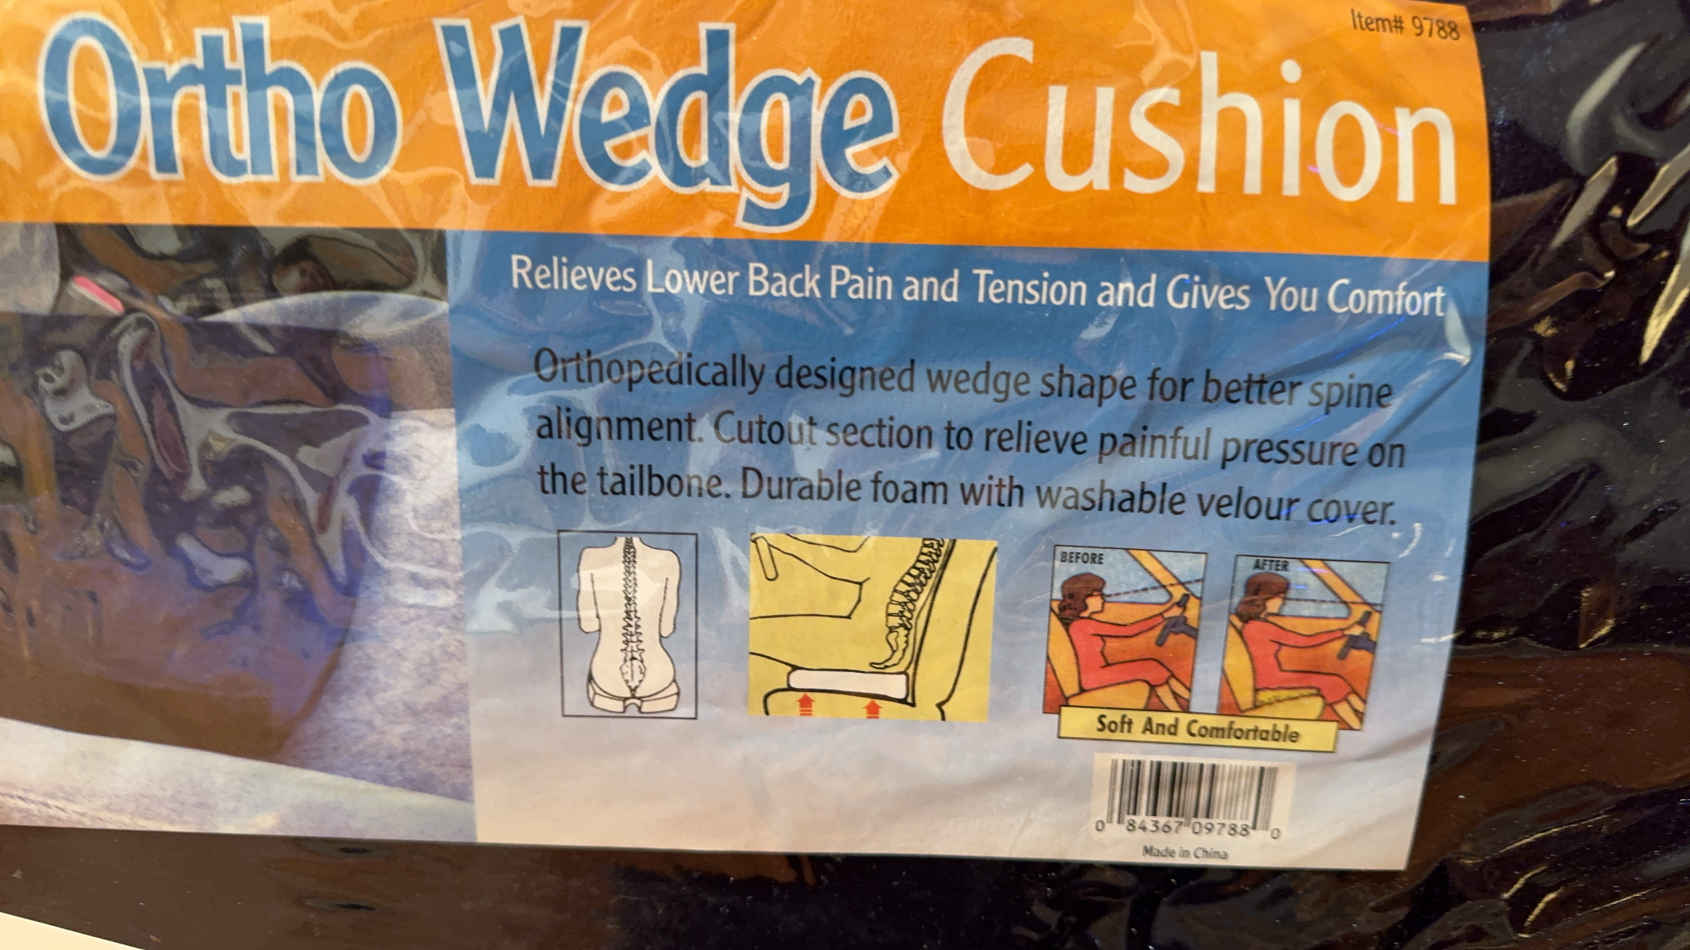 Item# 9788
Ortho Wedge Cushion
Relieves Lower Back Pain and Tension and Gives You Comfort
Orthopedically designed wedge shape for better spine
alignment. Cutout section to relieve painful pressure on
the tailbone. Durable foam with washable velour cover.
BEFORE
AFTER
Soft And Comfortable
0 84367 09788 0
Made in China